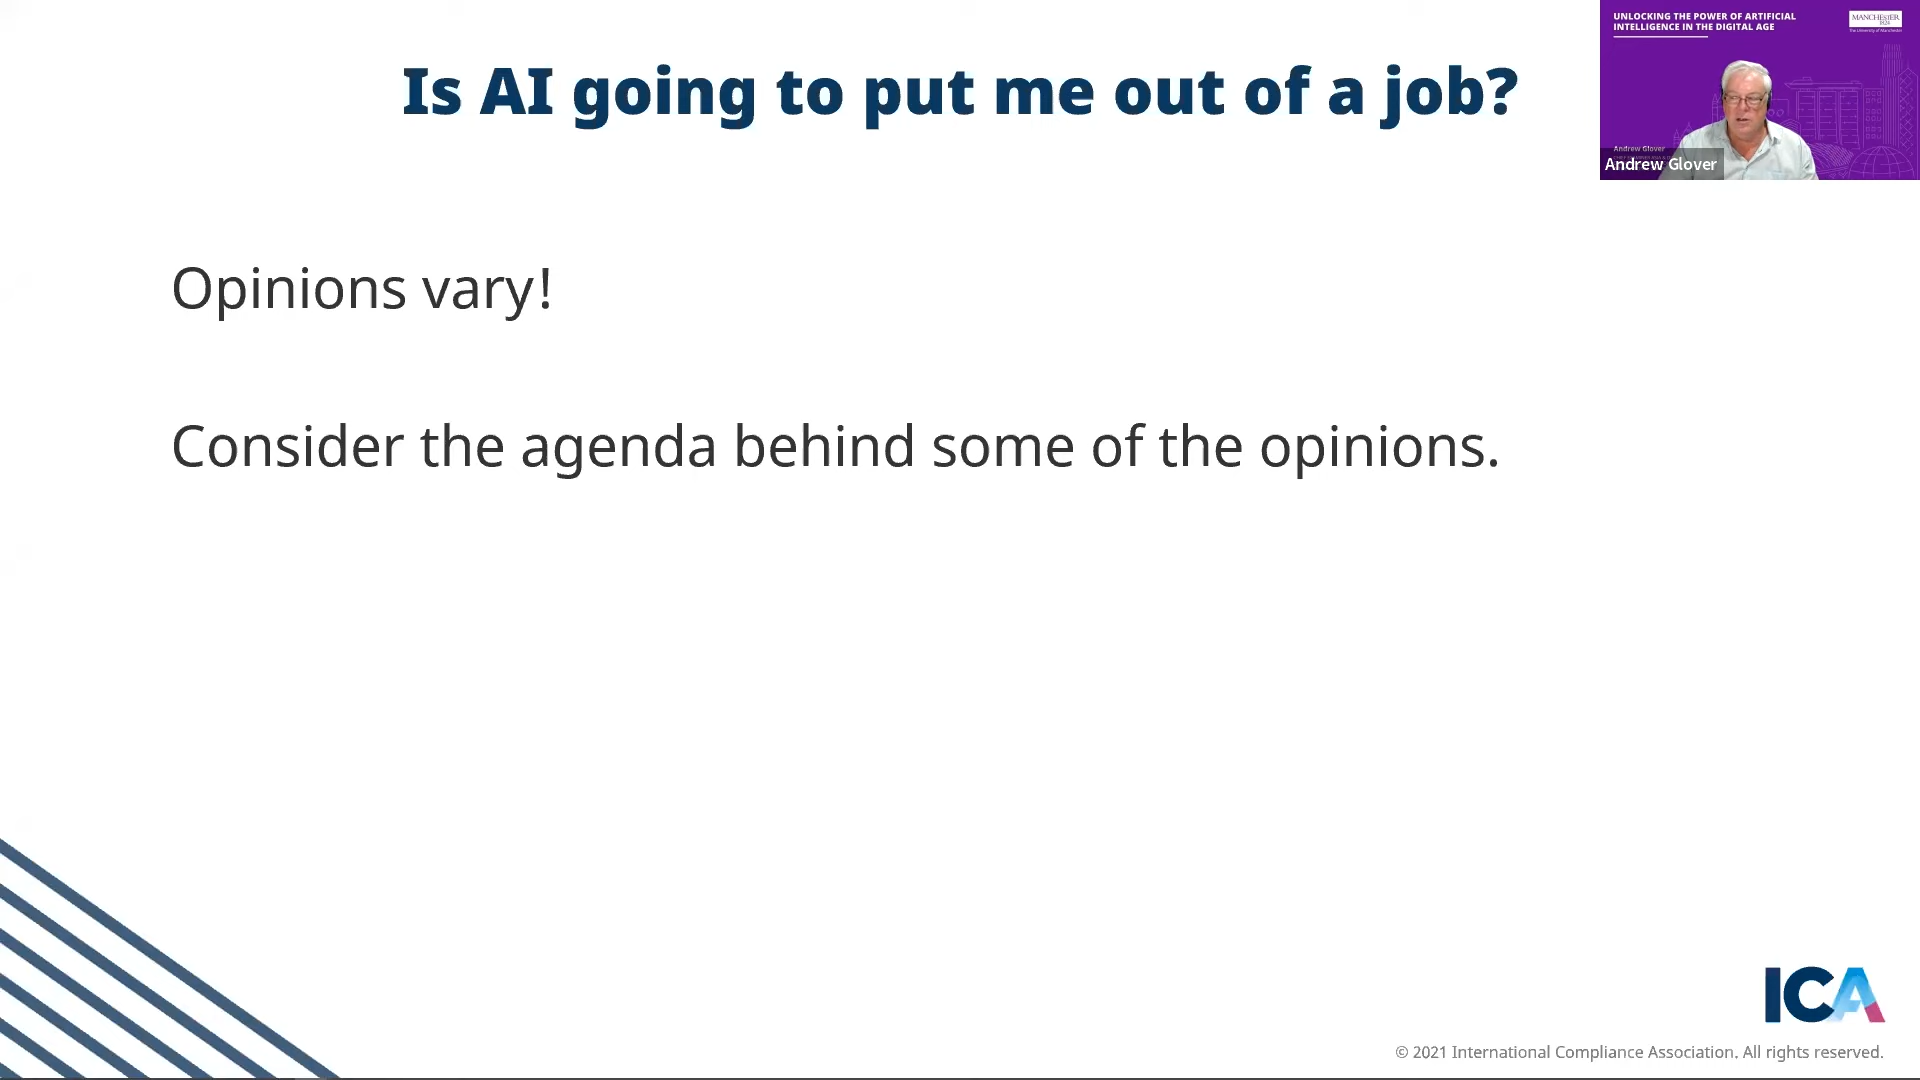 Is AI going to put me out of a job?
UNLOCKING THE POWER OF ARTIFICIAL
INTELLIGENCE IN THE DIGITAL AGE
MANCHESTER
1824
The University of Manchester
Andrew Glover
Andrew Glover
Opinions vary!
Consider the agenda behind some of the opinions.
ICA
© 2021 International Compliance Association. All rights reserved.